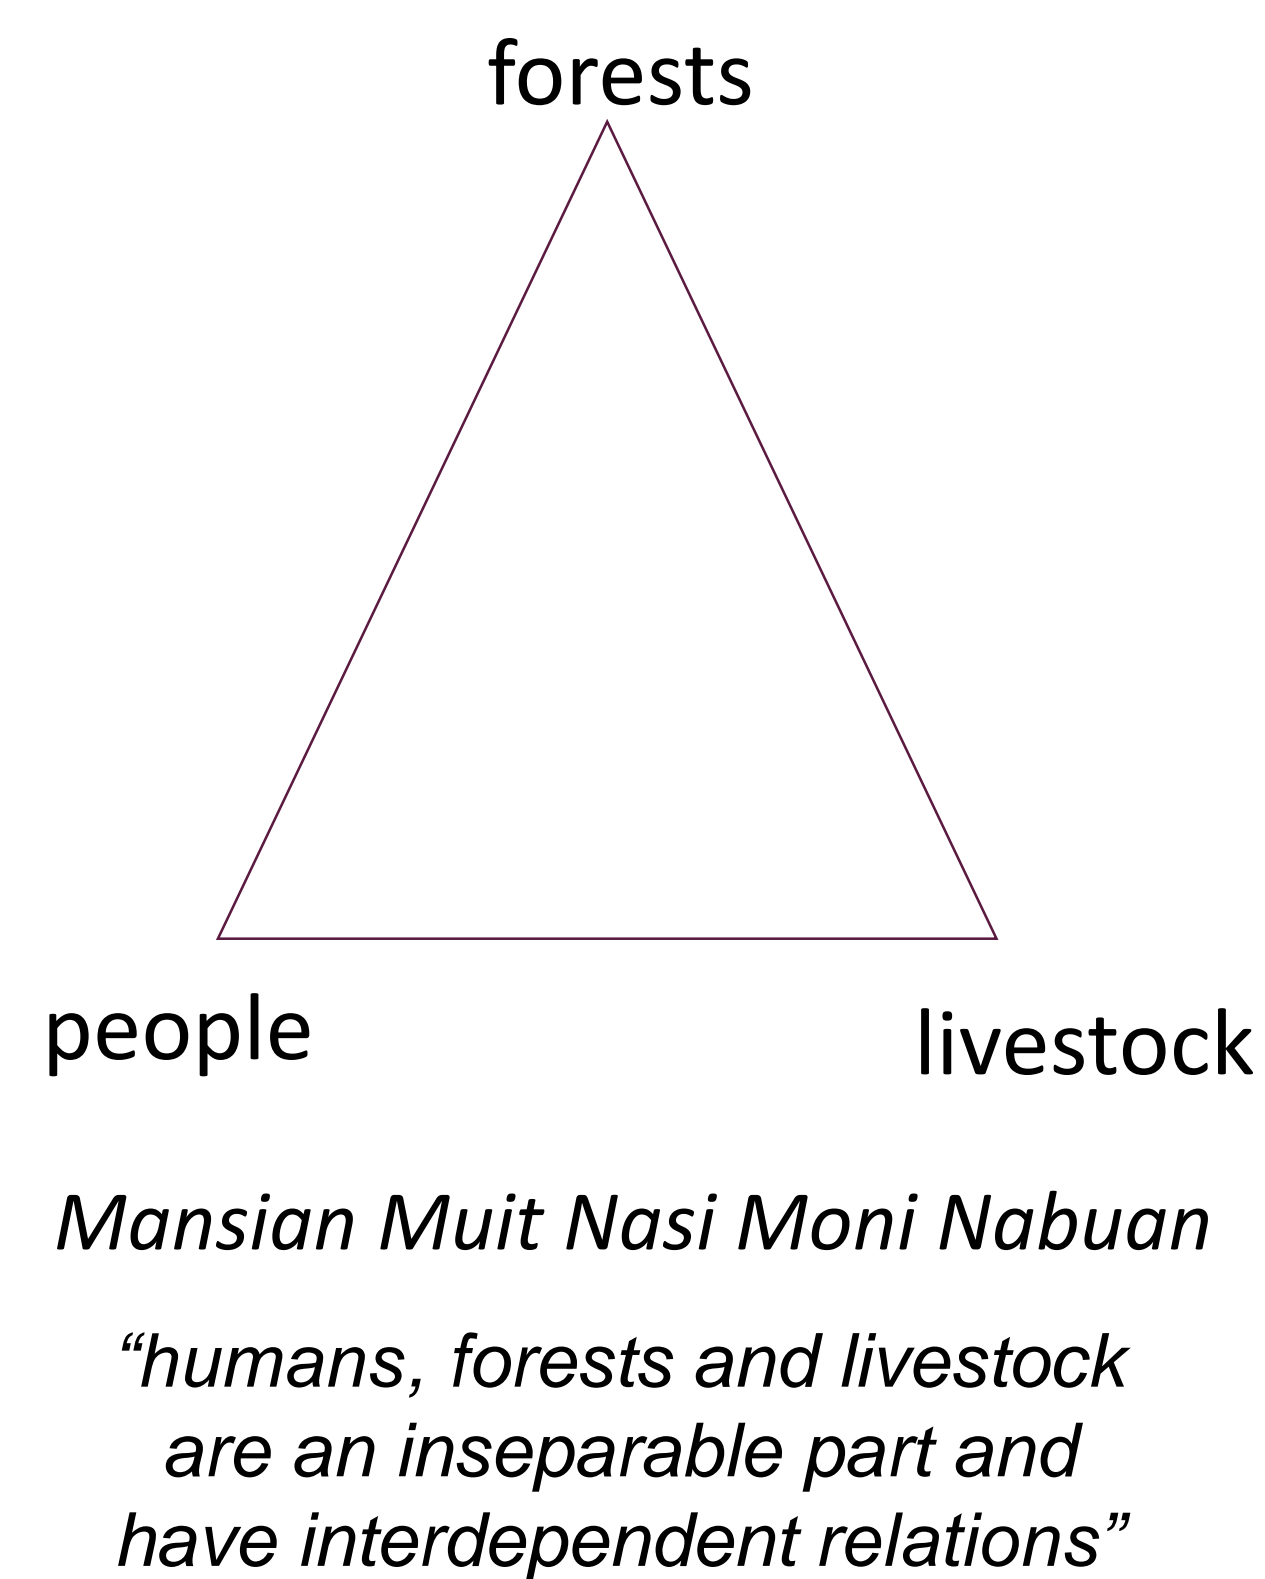 forests
people
livestock
Mansian Muit Nasi Moni Nabuan
“humans, forests and livestock
are an inseparable part and
have interdependent relations”